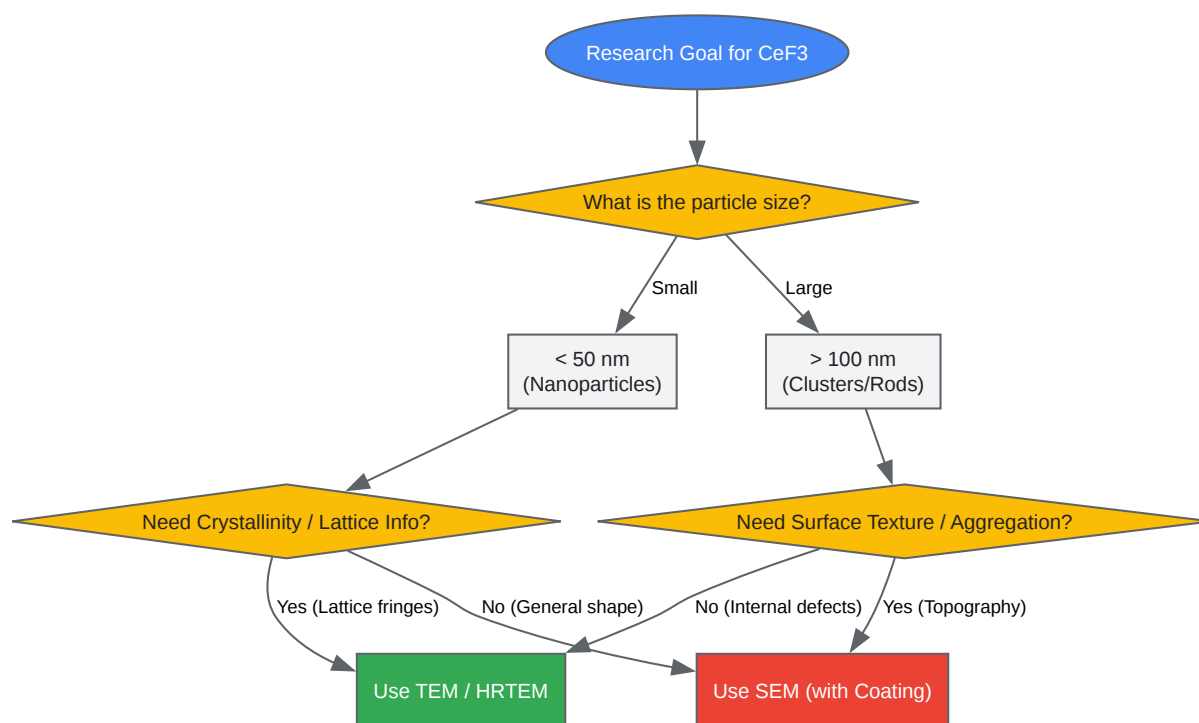 Research Goal for CeF3
What is the particle size?
Small
Large
< 50 nm
(Nanoparticles)
> 100 nm
(Clusters/Rods)
Need Crystallinity / Lattice Info?
Need Surface Texture / Aggregation?
Yes (Lattice fringes)
No (General shape)
No (Internal defects)
Yes (Topography)
Use TEM / HRTEM
Use SEM (with Coating)